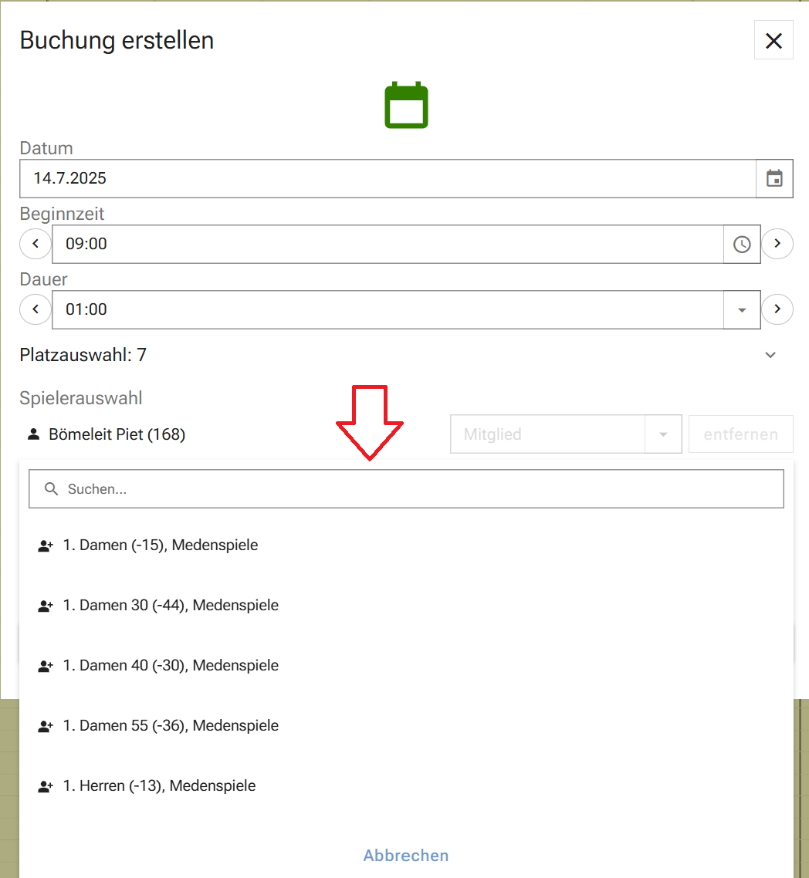 Buchung erstellen
Datum
14.7.2025
Beginnzeit
09:00
Dauer
01:00
Platzauswahl: 7
Spielerauswahl
Bömeleit Piet (168) Mitglied entfernen
Suchen...
1. Damen (-15), Medenspiele
1. Damen 30 (-44), Medenspiele
1. Damen 40 (-30), Medenspiele
1. Damen 55 (-36), Medenspiele
1. Herren (-13), Medenspiele
Abbrechen